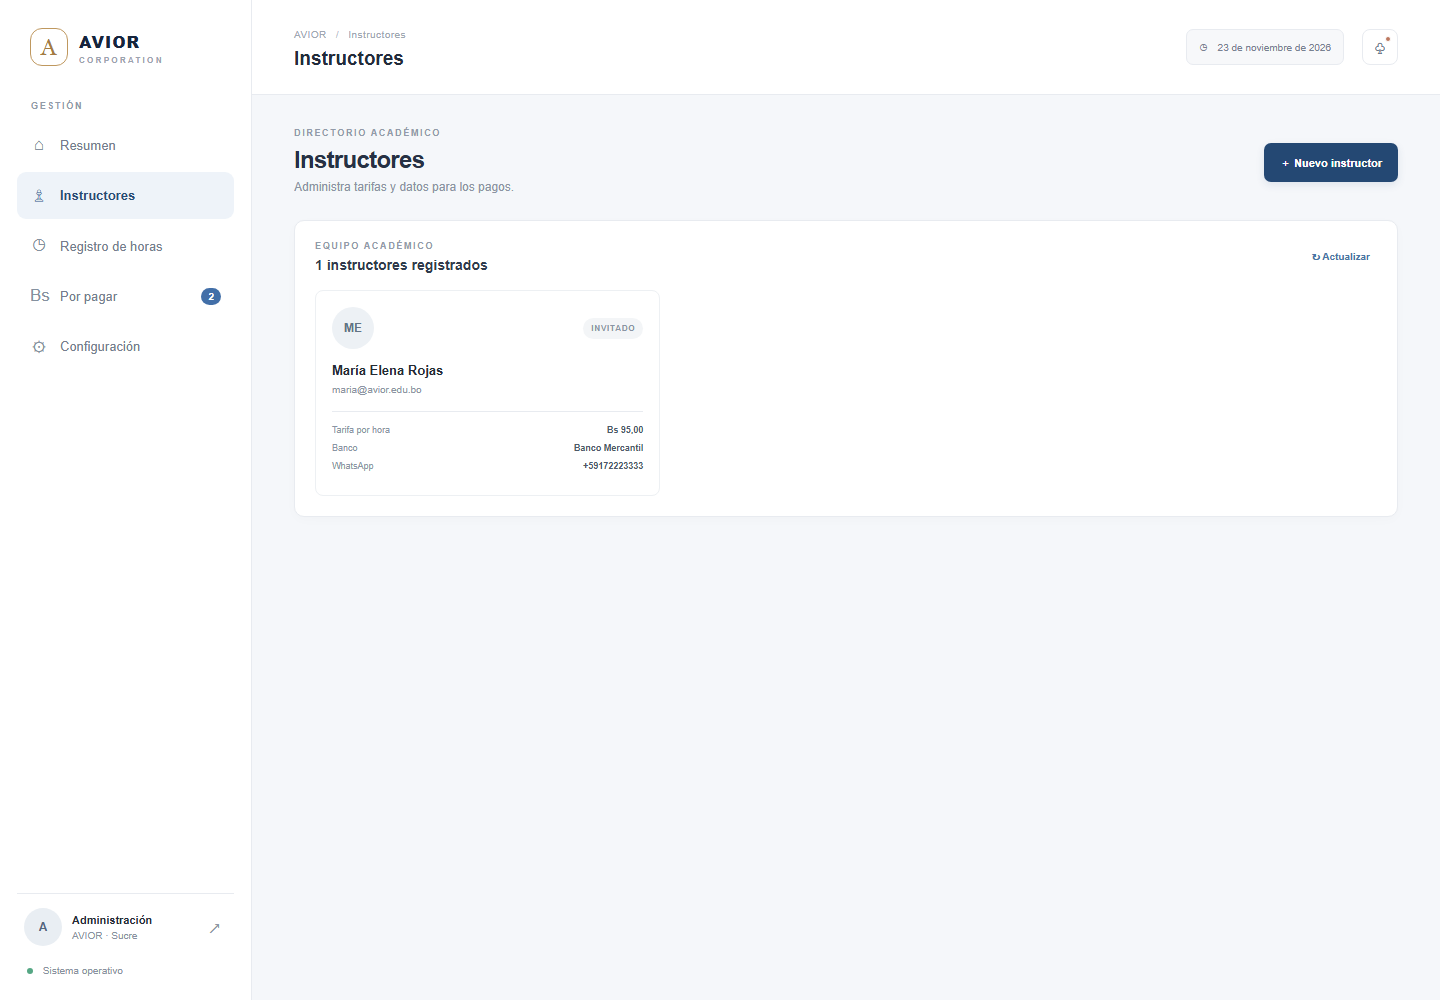 A
AVIOR
CORPORATION
GESTIÓN
Resumen
Instructores
Registro de horas
Bs Por pagar 2
Configuración
A
Administración
AVIOR · Sucre
Sistema operativo
AVIOR / Instructores
Instructores
23 de noviembre de 2026
DIRECTORIO ACADÉMICO
Instructores
Administra tarifas y datos para los pagos.
+ Nuevo instructor
EQUIPO ACADÉMICO
1 instructores registrados
↻ Actualizar
ME
INVITADO
María Elena Rojas
maria@avior.edu.bo
Tarifa por hora Bs 95,00
Banco Banco Mercantil
WhatsApp +59172223333